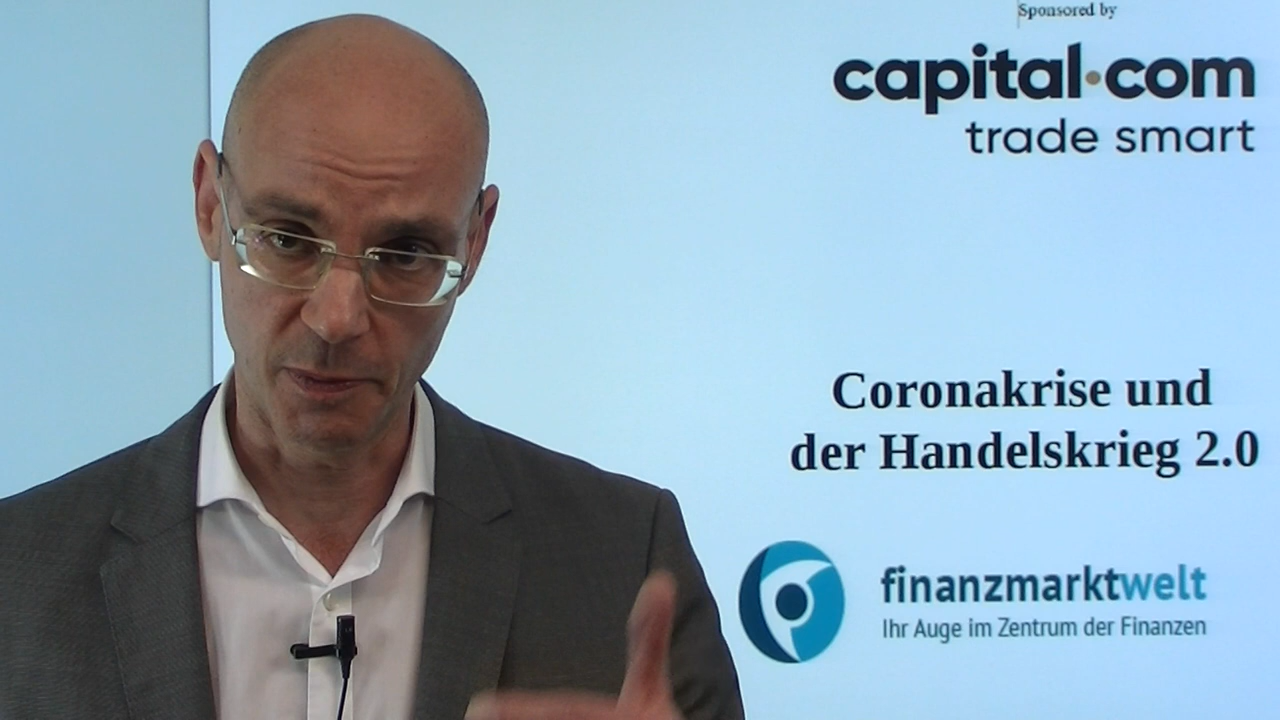 Sponsored by
capital.com
trade smart
Coronakrise und
der Handelskrieg 2.0
finanzmarktwelt
Ihr Auge im Zentrum der Finanzen